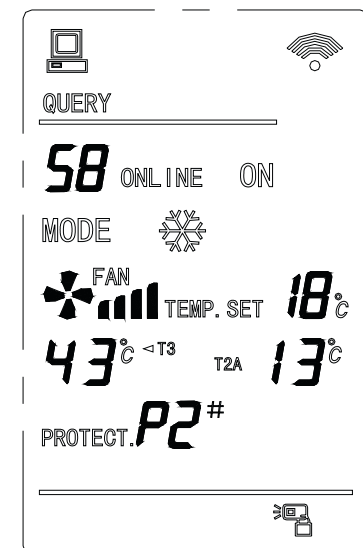 QUERY
58 ONLINE ON
MODE
FAN
TEMP. SET 18℃
43℃ ◁T3 T2A 13℃
PROTECT. P2#